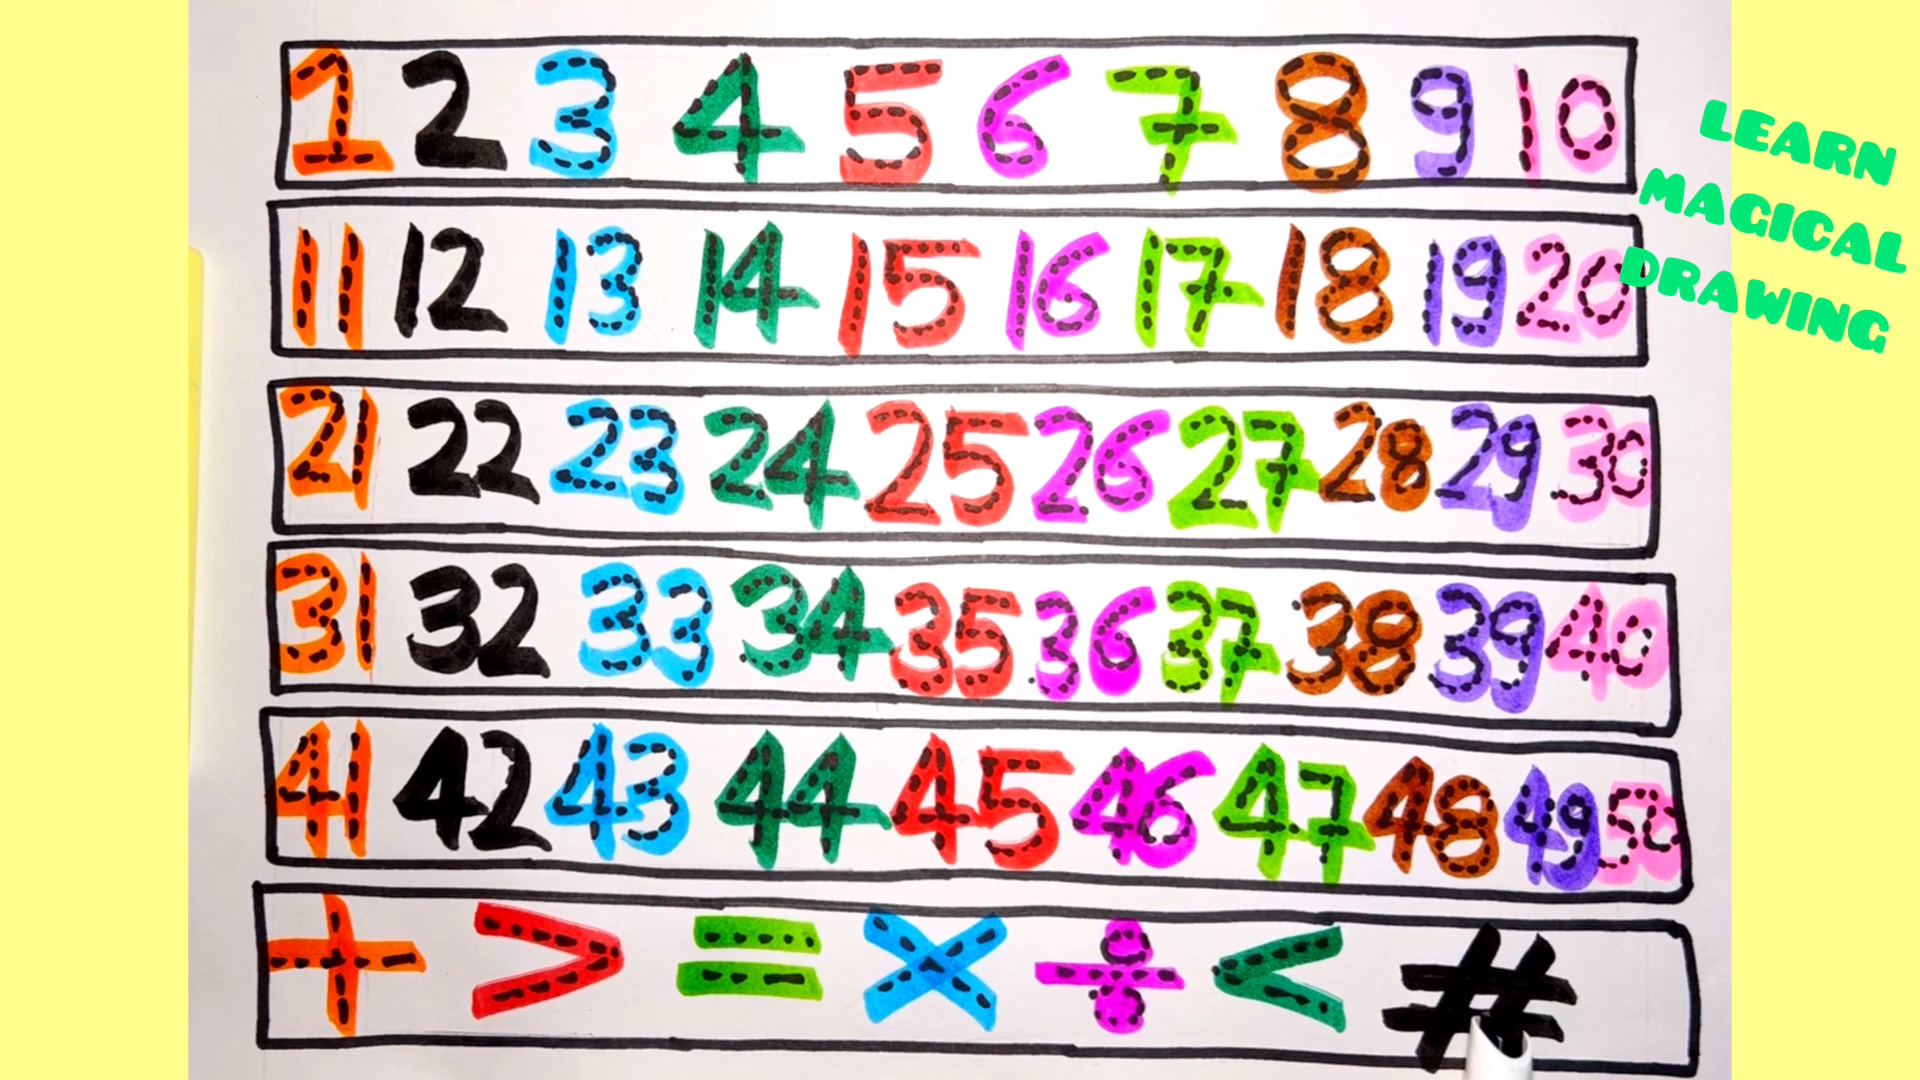 1 2 3 4 5 6 7 8 9 10
11 12 13 14 15 16 17 18 19 20
21 22 23 24 25 26 27 28 29 30
31 32 33 34 35 36 37 38 39 40
41 42 43 44 45 46 47 48 49 50
+ > = × ÷ < #
LEARN
MAGICAL
DRAWING